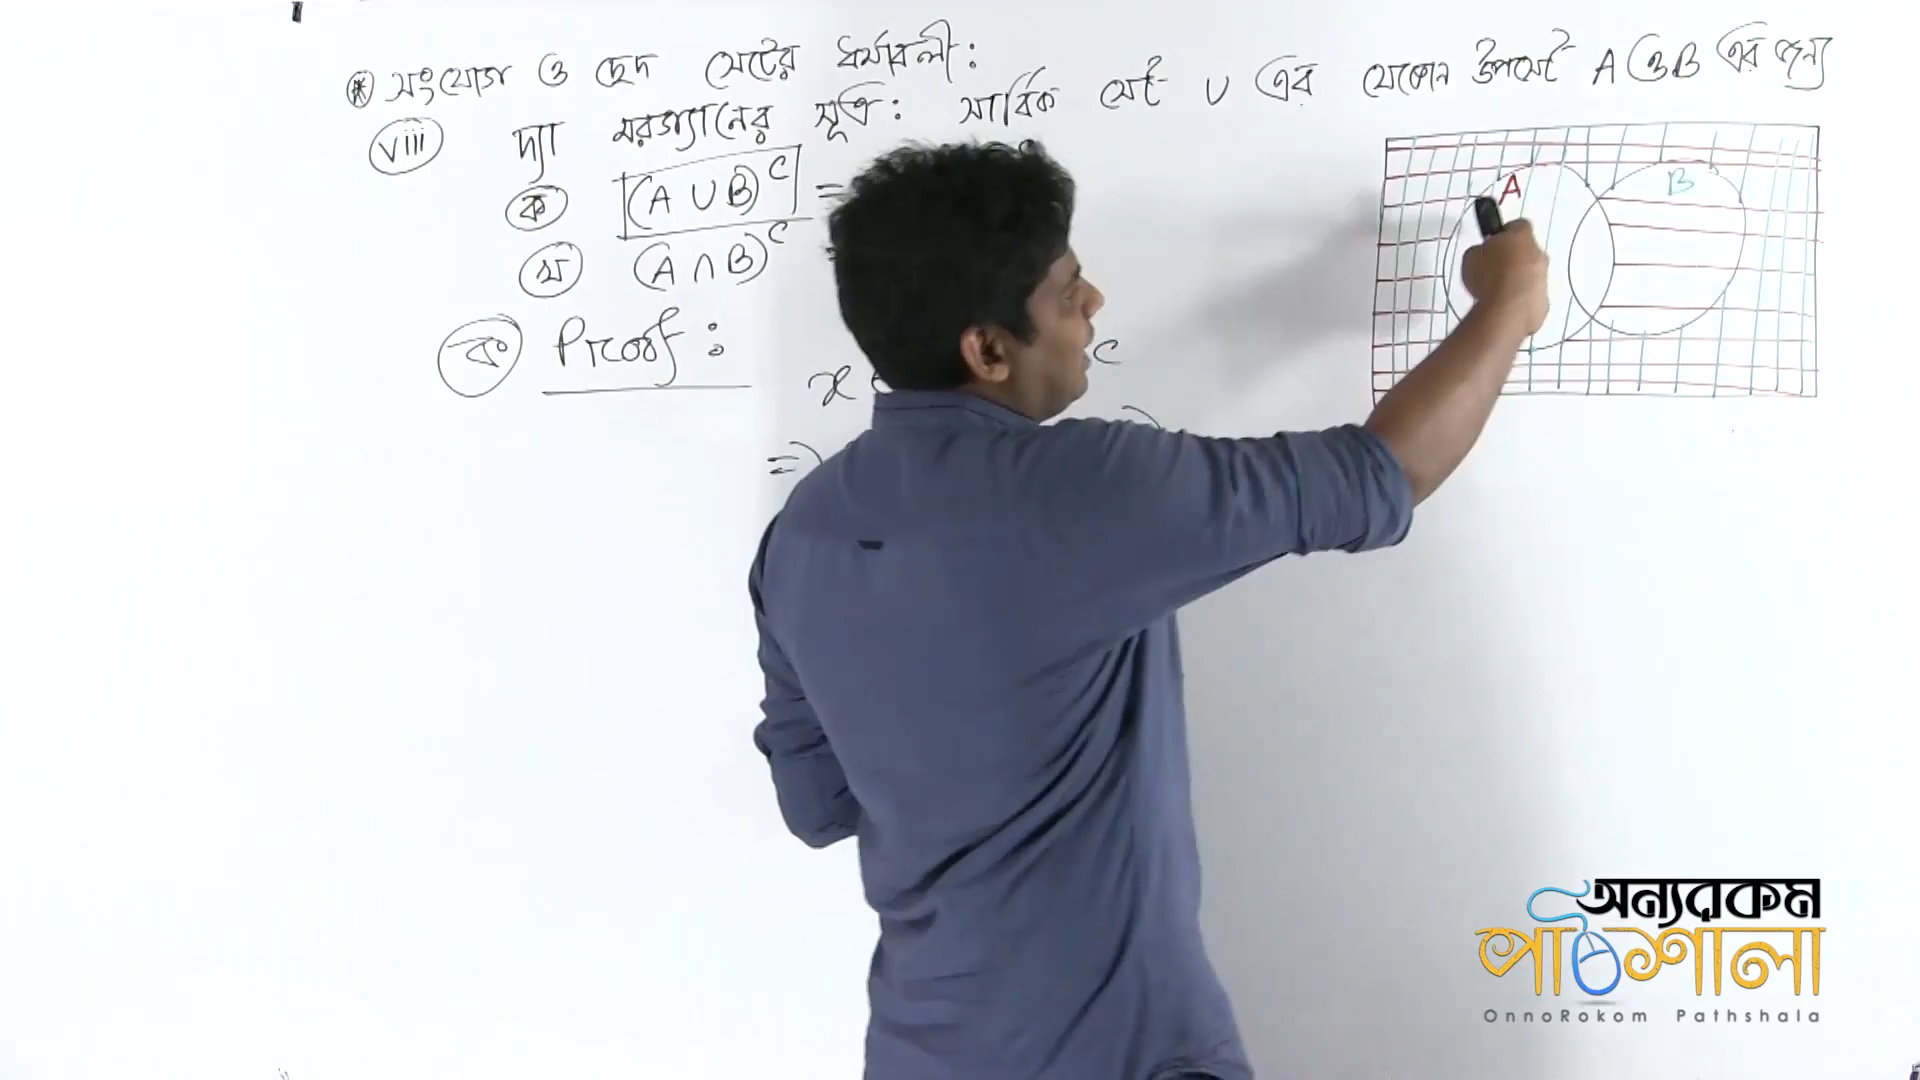 * সংযোগ ও ছেদ সেটের ধর্মাবলী:
viii দ্যা মরগ্যানের সূত্র: সার্বিক সেট U এর যেকোন উপসেট A ও B এর জন্য
ক (A ∪ B)^C =
খ (A ∩ B)^C
A B
ক Proof:
x C
⇒
অন্যরকম
পাঠশালা
OnnoRokom Pathshala